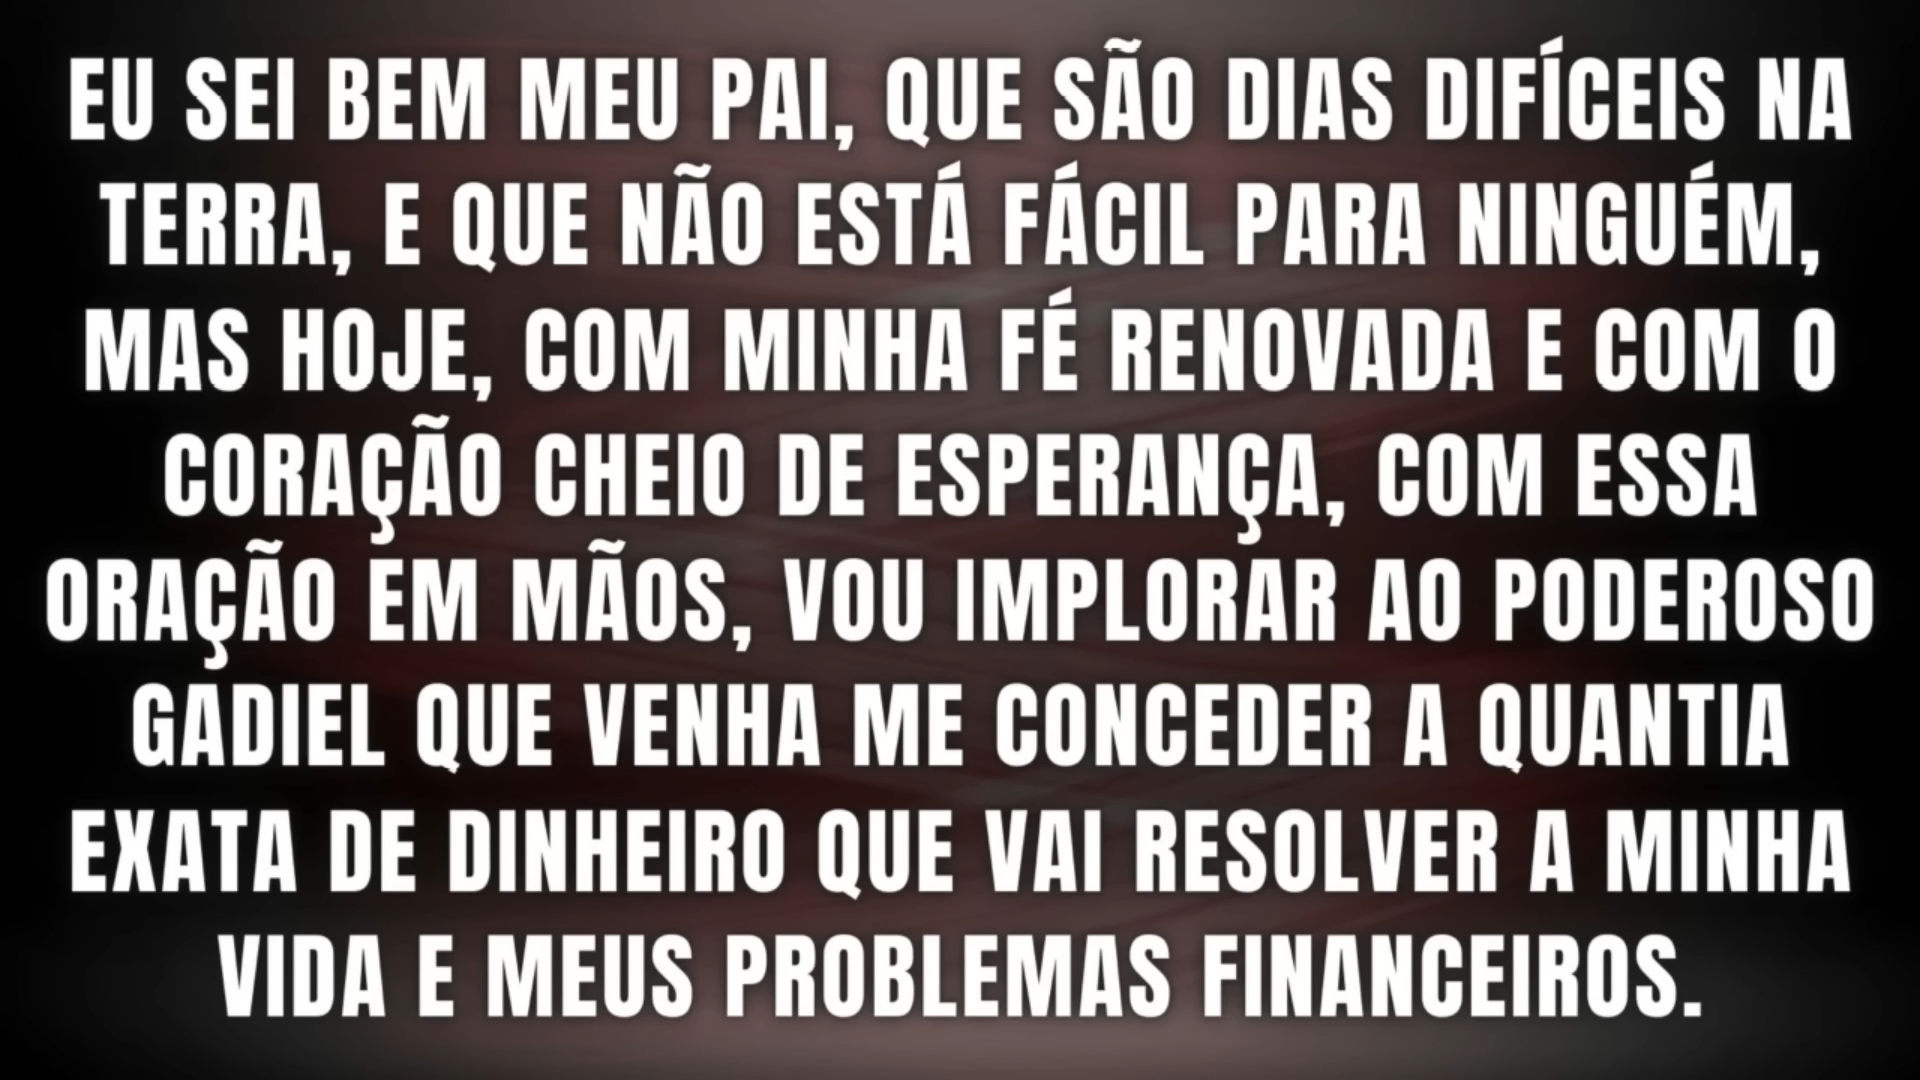 EU SEI BEM MEU PAI, QUE SÃO DIAS DIFÍCEIS NA
TERRA, E QUE NÃO ESTÁ FÁCIL PARA NINGUÉM,
MAS HOJE, COM MINHA FÉ RENOVADA E COM O
CORAÇÃO CHEIO DE ESPERANÇA, COM ESSA
ORAÇÃO EM MÃOS, VOU IMPLORAR AO PODEROSO
GADIEL QUE VENHA ME CONCEDER A QUANTIA
EXATA DE DINHEIRO QUE VAI RESOLVER A MINHA
VIDA E MEUS PROBLEMAS FINANCEIROS.